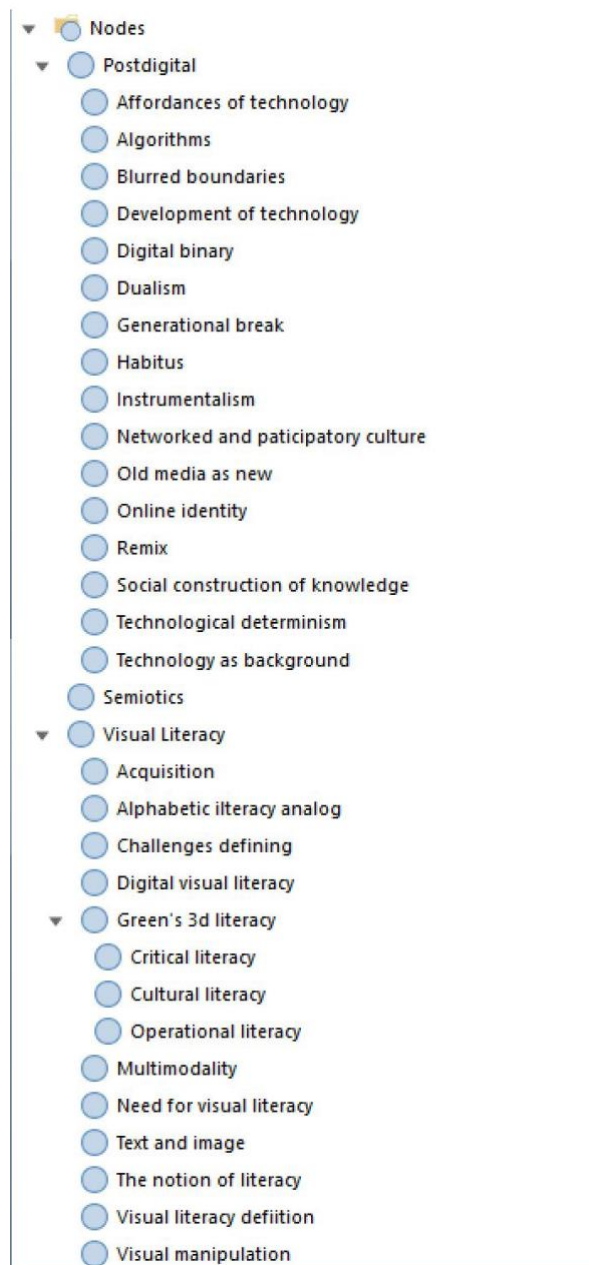 Nodes
Postdigital
Affordances of technology
Algorithms
Blurred boundaries
Development of technology
Digital binary
Dualism
Generational break
Habitus
Instrumentalism
Networked and paticipatory culture
Old media as new
Online identity
Remix
Social construction of knowledge
Technological determinism
Technology as background
Semiotics
Visual Literacy
Acquisition
Alphabetic ilteracy analog
Challenges defining
Digital visual literacy
Green's 3d literacy
Critical literacy
Cultural literacy
Operational literacy
Multimodality
Need for visual literacy
Text and image
The notion of literacy
Visual literacy defiition
Visual manipulation